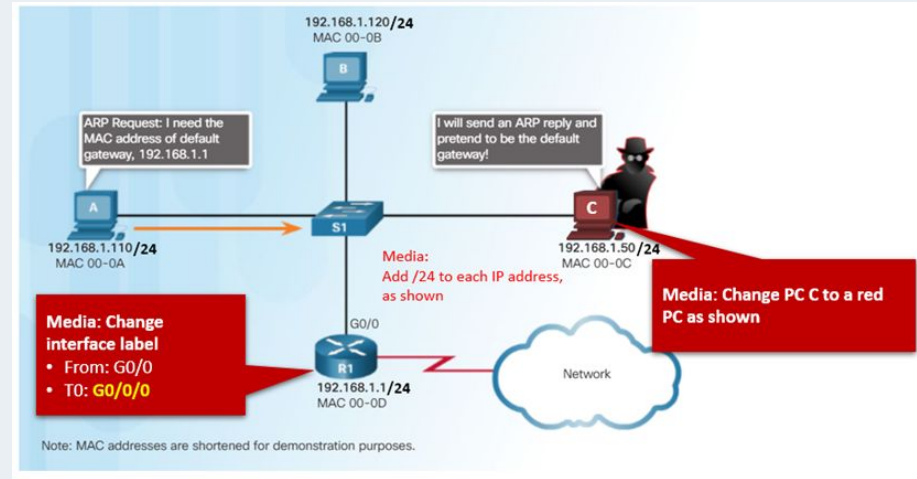 192.168.1.120/24
MAC 00-0B
B
ARP Request: I need the
MAC address of default
gateway, 192.168.1.1
I will send an ARP reply and
pretend to be the default
gateway!
A
S1
C
192.168.1.110/24
MAC 00-0A
192.168.1.50/24
MAC 00-0C
Media:
Add /24 to each IP address,
as shown
Media: Change PC C to a red
PC as shown
Media: Change
interface label
• From: G0/0
• T0: G0/0/0
G0/0
R1
192.168.1.1/24
MAC 00-0D
Network
Note: MAC addresses are shortened for demonstration purposes.